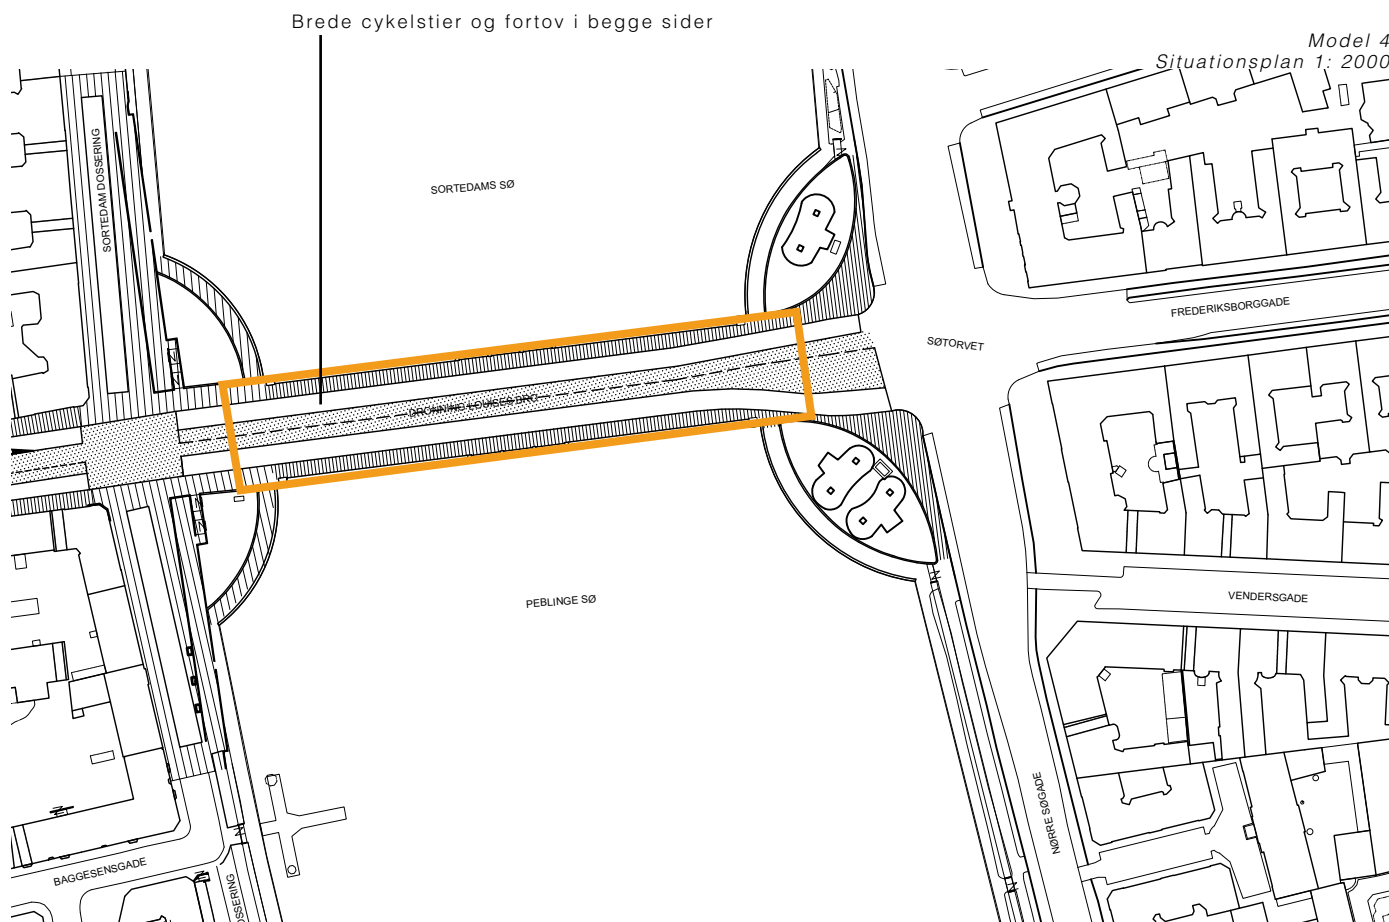 Brede cykelstier og fortov i begge sider
Model 4
Situationsplan 1: 2000
SORTEDAM DOSSERING
SORTEDAMS SØ
FREDERIKSBORGGADE
SØTORVET
DRONNING LOUISES BRO
PEBLINGE SØ
VENDERSGADE
NØRRE SØGADE
BAGGESENSGADE
OSSERING